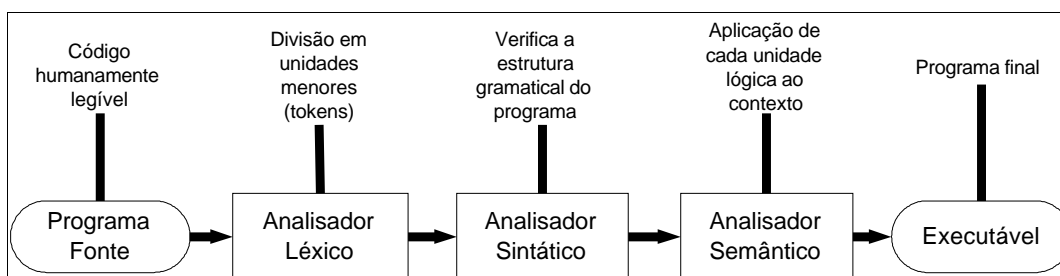 Código
humanamente
legível
Divisão em
unidades
menores
(tokens)
Verifica a
estrutura
gramatical do
programa
Aplicação de
cada unidade
lógica ao
contexto
Programa final
Programa
Fonte
Analisador
Léxico
Analisador
Sintático
Analisador
Semântico
Executável